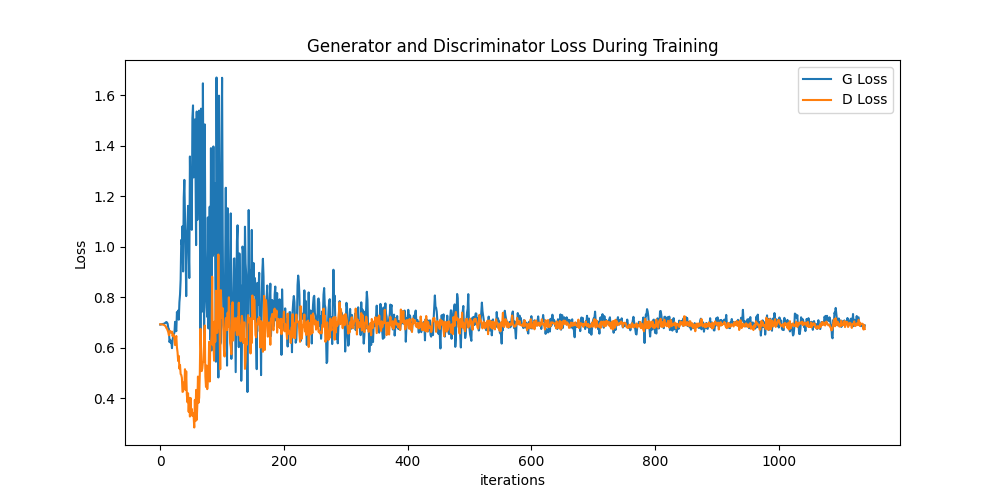 Generator and Discriminator Loss During Training
G Loss
D Loss
1.6
1.4
1.2
1.0
0.8
0.6
0.4
Loss
0
200
400
600
800
1000
iterations